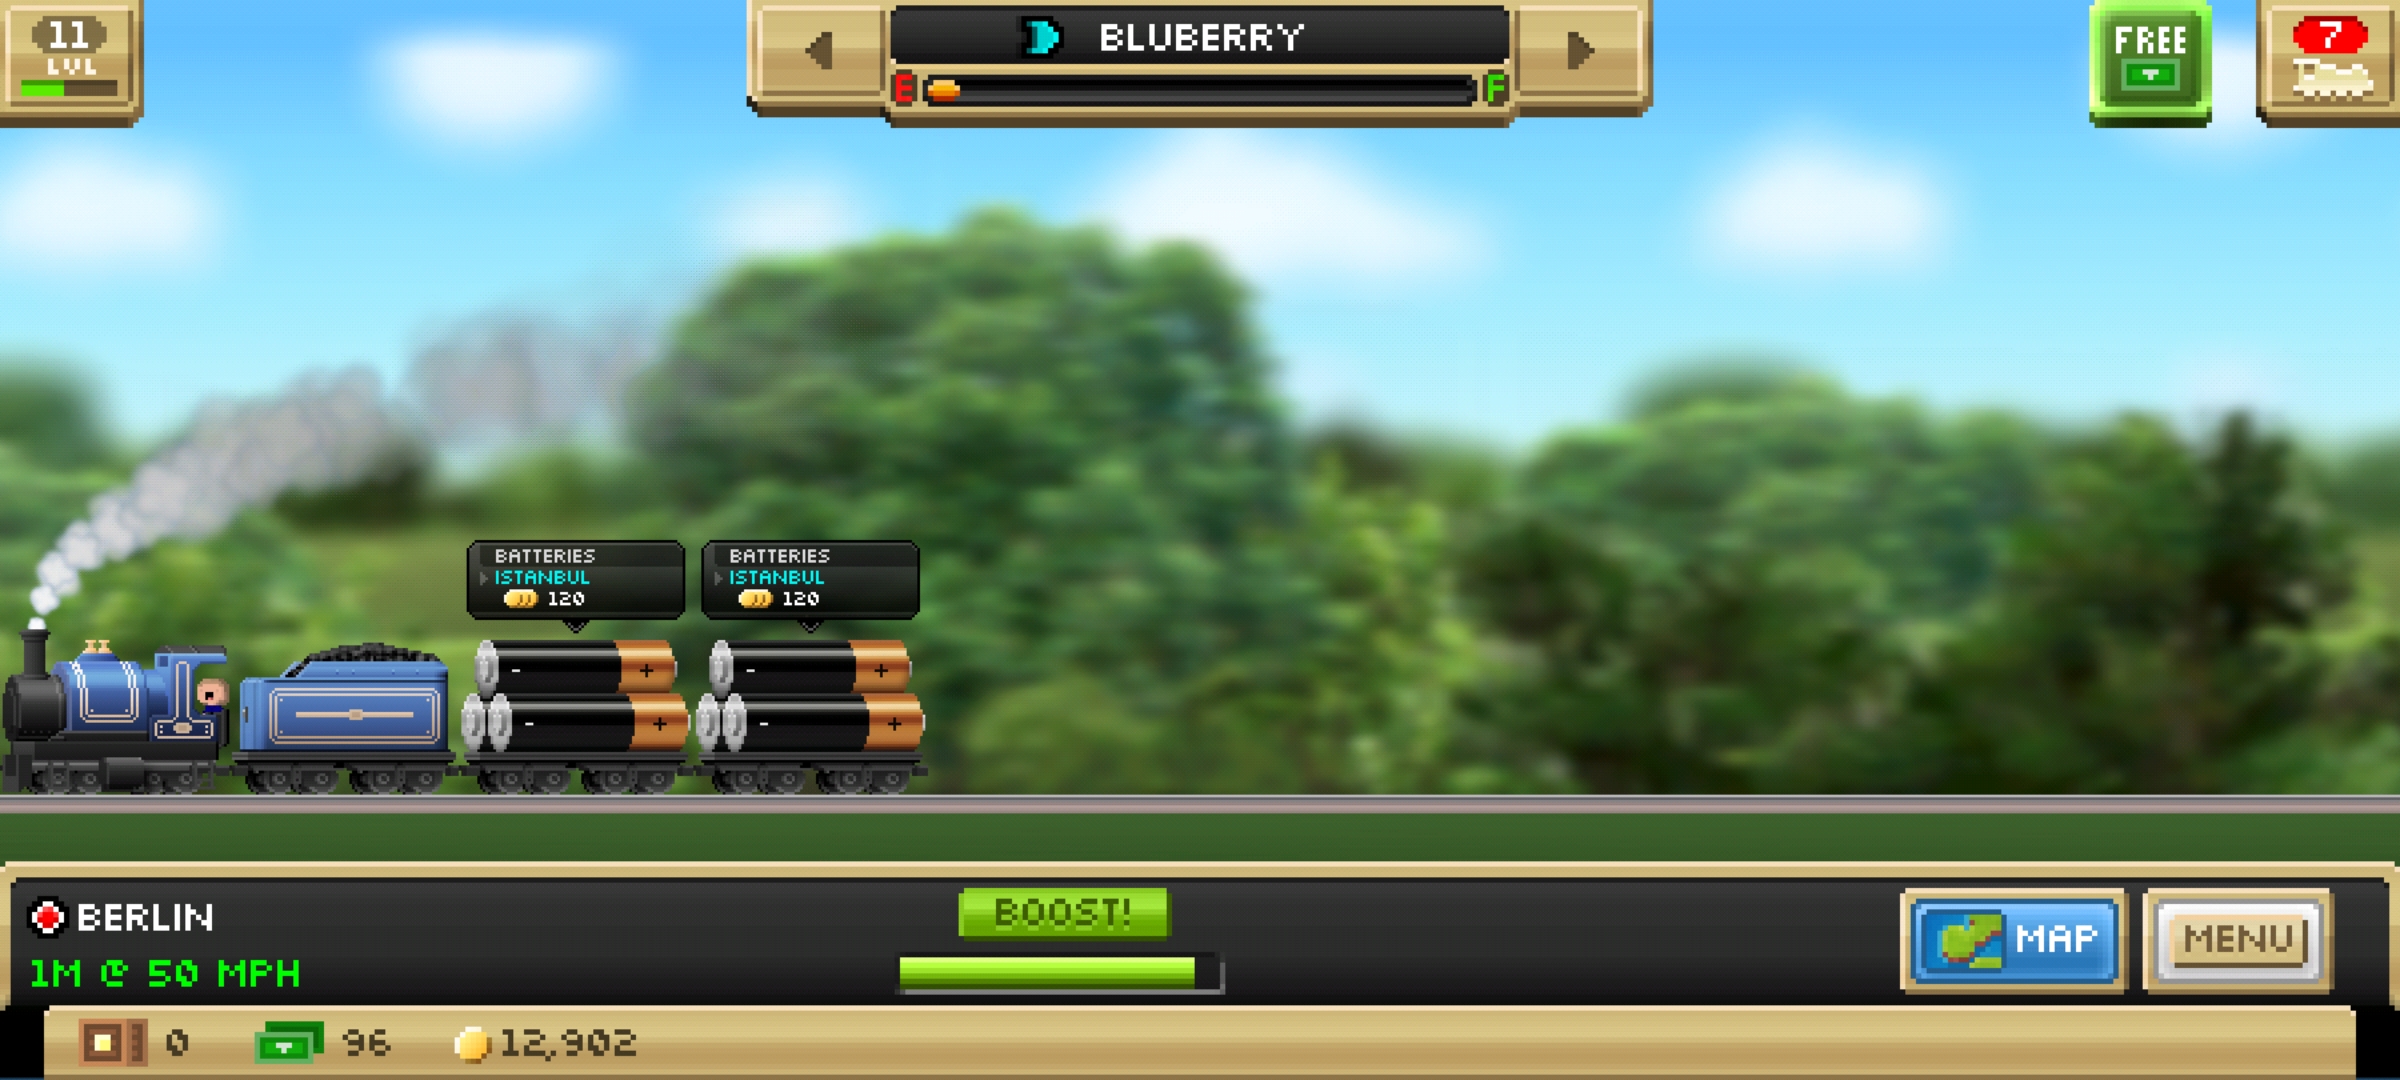 11
LVL
BLUBERRY
E F
FREE
7
BATTERIES
ISTANBUL
120
BATTERIES
ISTANBUL
120
- +
- +
- +
- +
BERLIN
1M @ 50 MPH
BOOST!
MAP
MENU
0
96
12,902